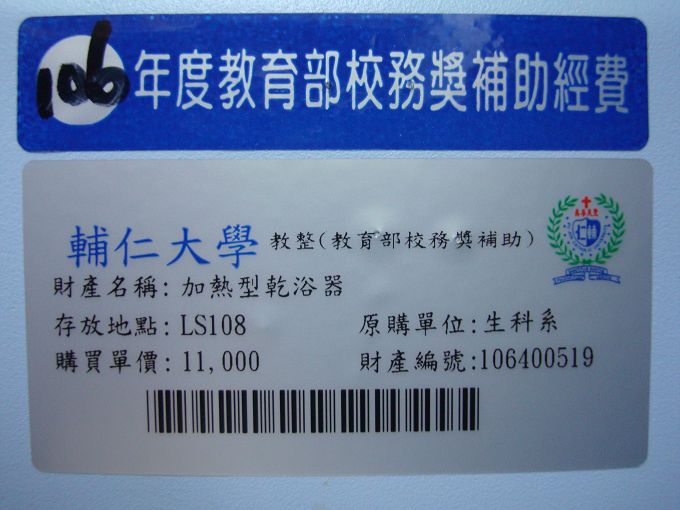 106年度教育部校務獎補助經費
輔仁大學 教整(教育部校務獎補助)
財產名稱: 加熱型乾浴器
存放地點: LS108 原購單位:生科系
購買單價: 11,000 財產編號:106400519